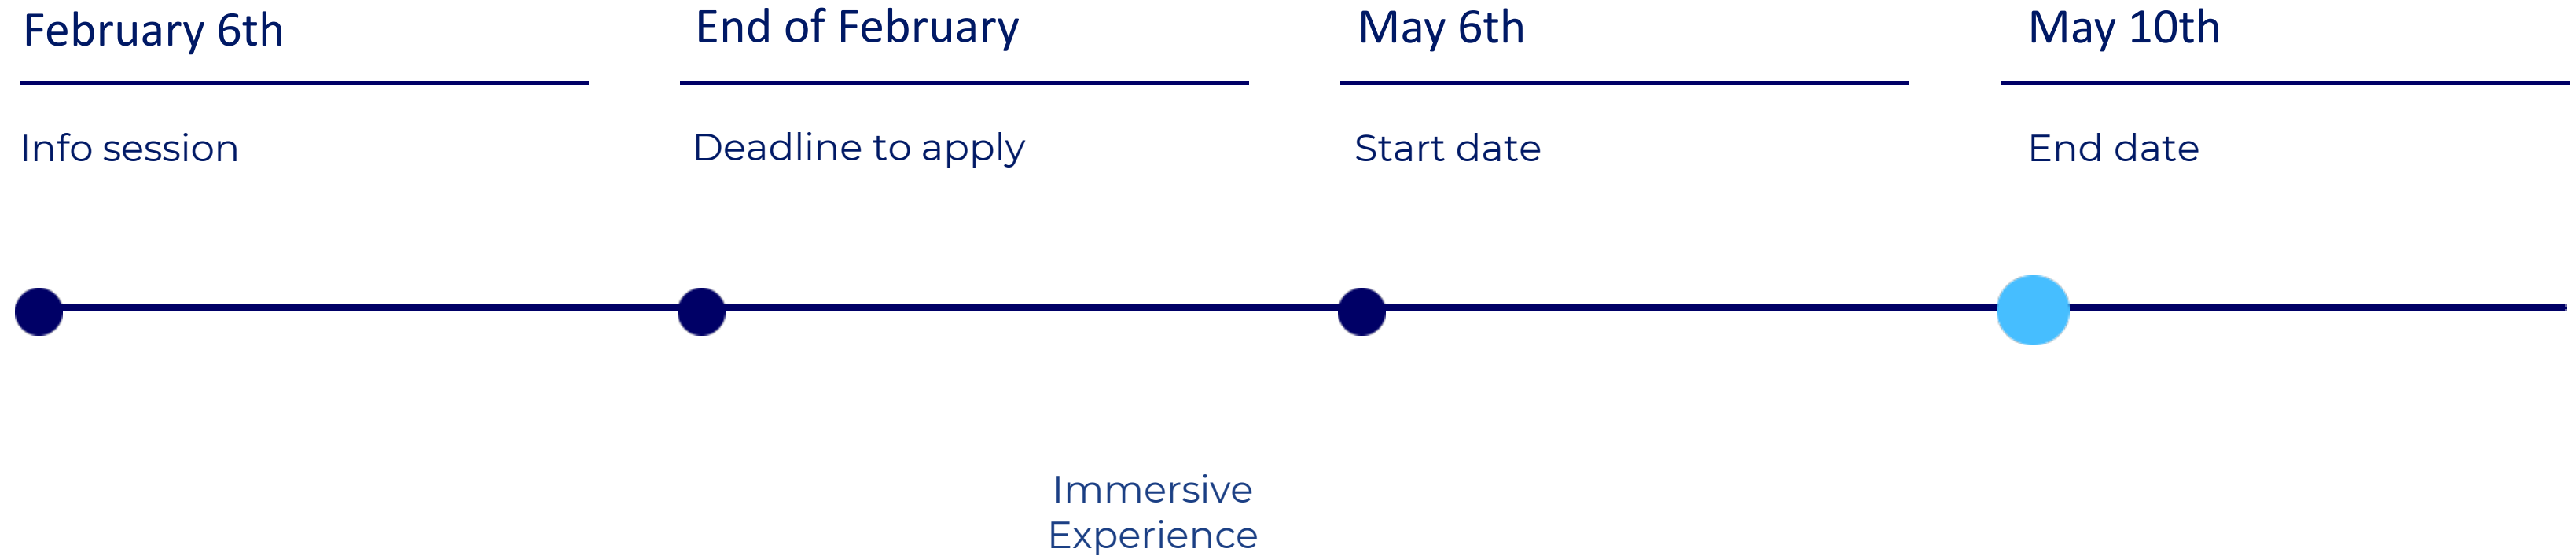 February 6th
End of February
May 6th
May 10th
Info session
Deadline to apply
Start date
End date
Immersive
Experience